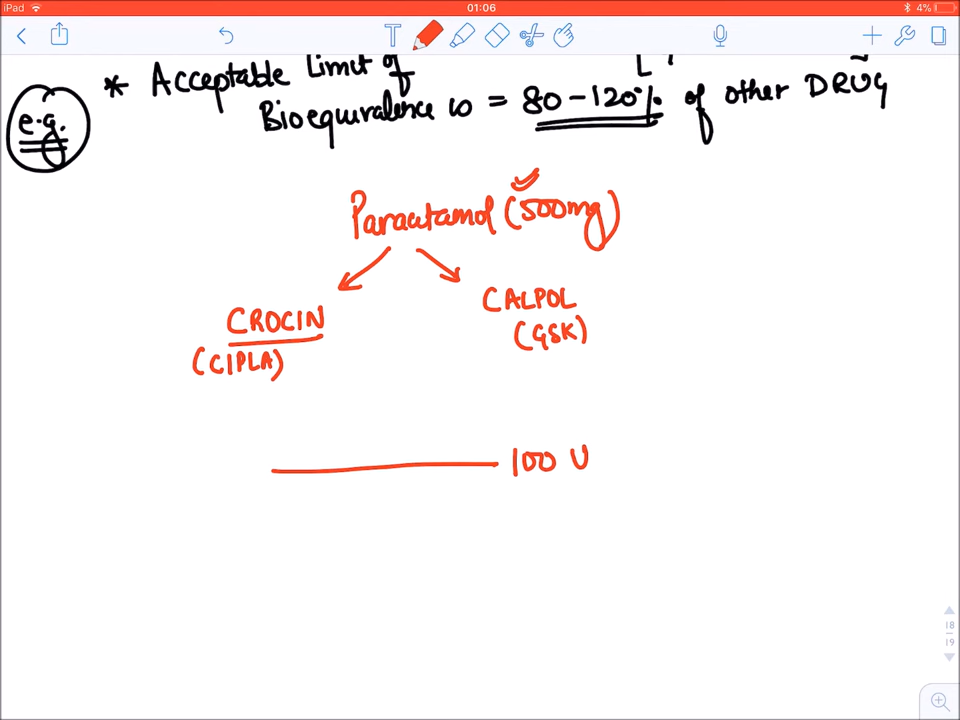 iPad 01:06 4%
T
* Acceptable Limit of
e.g.
Bioequivalence is = 80-120% of other DRUG
Paracetamol (500mg)
CROCIN CALPOL
(CIPLA) (GSK)
100 U
18
19